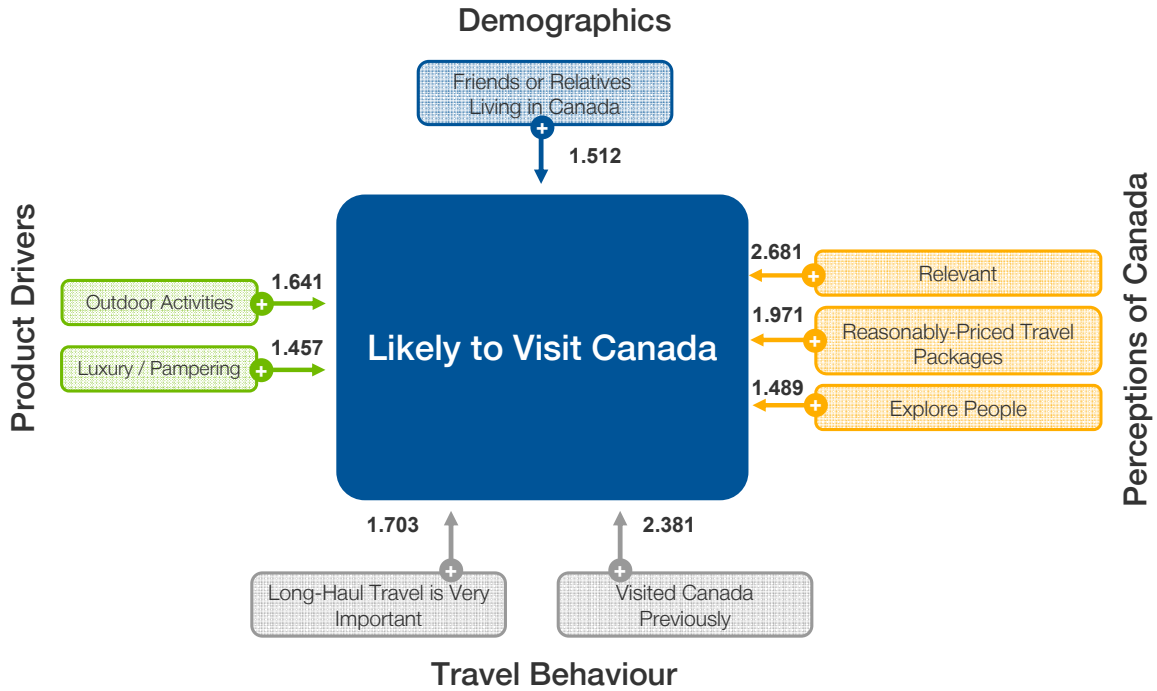 Demographics
Friends or Relatives
Living in Canada
+
1.512
Product Drivers
Outdoor Activities
+
1.641
Luxury / Pampering
+
1.457
Likely to Visit Canada
2.681
+
Relevant
1.971
+
Reasonably-Priced Travel
Packages
1.489
+
Explore People
Perceptions of Canada
1.703
+
Long-Haul Travel is Very
Important
2.381
+
Visited Canada
Previously
Travel Behaviour